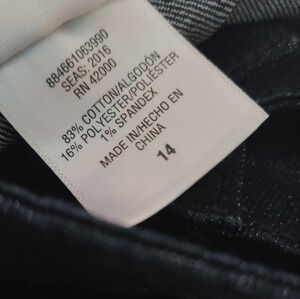 884661063990
SEAS: 2016
RN 42000
83% COTTON/ALGODÓN
16% POLYESTER/POLIÉSTER
1% SPANDEX
MADE IN/HECHO EN
CHINA
14